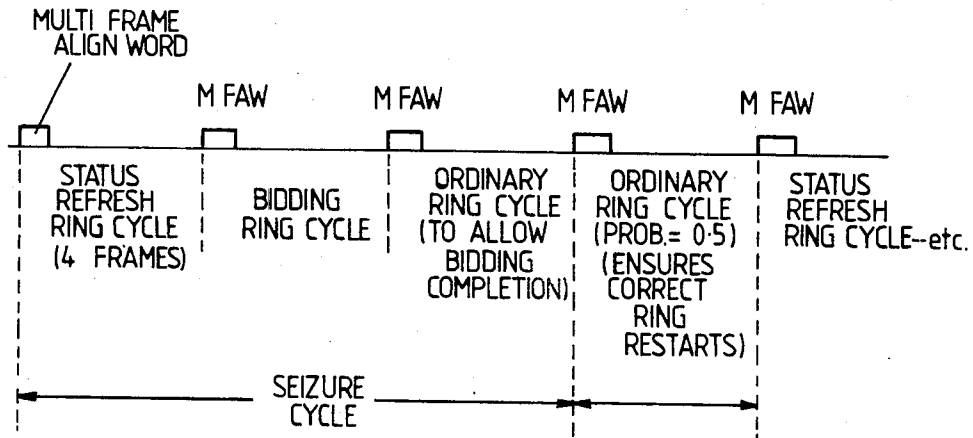 MULTI FRAME
ALIGN WORD
M FAW
M FAW
M FAW
M FAW
STATUS
REFRESH
RING CYCLE
(4 FRAMES)
BIDDING
RING CYCLE
ORDINARY
RING CYCLE
(TO ALLOW
BIDDING
COMPLETION)
ORDINARY
RING CYCLE
(PROB.= 0·5)
(ENSURES
CORRECT
RING
RESTARTS)
STATUS
REFRESH
RING CYCLE--etc.
SEIZURE
CYCLE